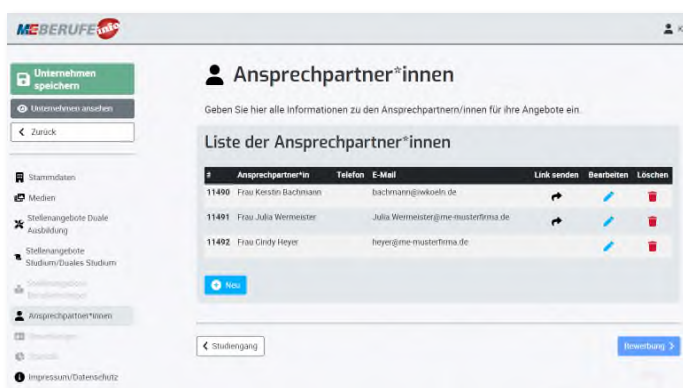 MEBERUFE info
Unternehmen
speichern
Unternehmen ansehen
Zurück
Stammdaten
Medien
Stellenangebote Duale
Ausbildung
Stellenangebote
Studium/Duales Studium
Ansprechpartner*innen
Impressum/Datenschutz
Ansprechpartner*innen
Geben Sie hier alle Informationen zu den Ansprechpartnern/innen für ihre Angebote ein.
Liste der Ansprechpartner*innen
# Ansprechpartner*in Telefon E-Mail Link senden Bearbeiten Löschen
11490 Frau Kerstin Bachmann bachmann@iwkoeln.de
11491 Frau Julia Wermeister Julia.Wermeister@me-musterfirma.de
11492 Frau Cindy Heyer heyer@me-musterfirma.de
Neu
Studiengang
Bewerbung